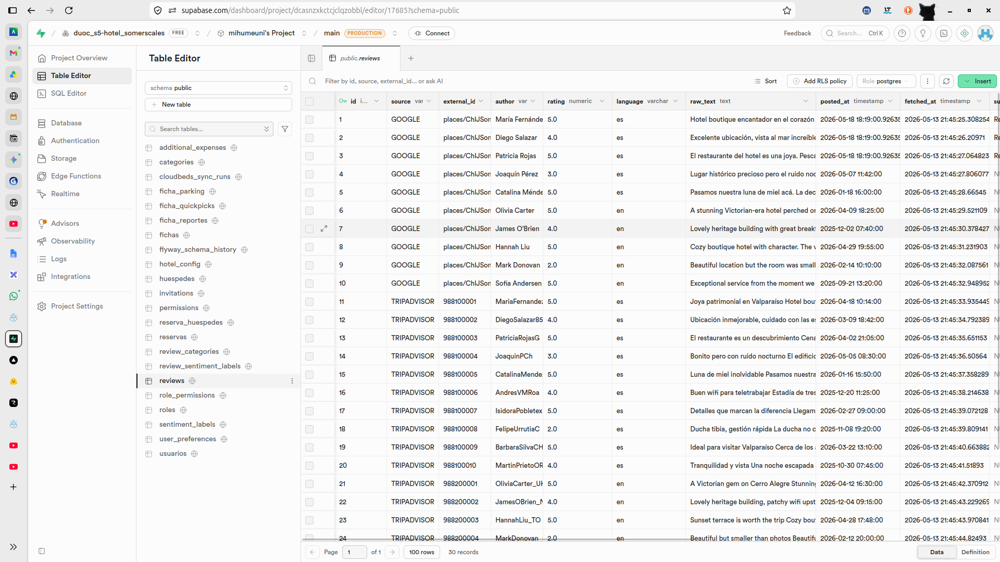 supabase.com/dashboard/project/dcasnzxkctcjclqzobbl/editor/17685?schema=public
duoc_s5-hotel_somerscales FREE / mihumeuni's Project / main PRODUCTION Connect
Feedback Search... Ctrl K
Project Overview
Table Editor
SQL Editor
Database
Authentication
Storage
Edge Functions
Realtime
Advisors
Observability
Logs
Integrations
Project Settings
Table Editor
schema public
New table
Search tables...
additional_expenses
categories
cloudbeds_sync_runs
ficha_parking
ficha_quickpicks
ficha_reportes
fichas
flyway_schema_history
hotel_config
huespedes
invitations
permissions
reserva_huespedes
reservas
review_categories
review_sentiment_labels
reviews
role_permissions
roles
sentiment_labels
user_preferences
usuarios
public.reviews
Filter by id, source, external_id... or ask AI Sort Add RLS policy Role postgres Insert
id i... source var external_id author var rating numeric language varchar raw_text text posted_at timestamp fetched_at timestamp su
1 GOOGLE places/ChIJSon María Fernánde 5.0 es Hotel boutique encantador en el corazón 2026-05-18 18:19:00.92635 2026-05-13 21:45:25.308254 Re
2 GOOGLE places/ChIJSon Diego Salazar 4.0 es Excelente ubicación, vista al mar increíble 2026-05-18 18:19:00.92635 2026-05-13 21:45:26.20971 Re
3 GOOGLE places/ChIJSon Patricia Rojas 5.0 es El restaurante del hotel es una joya. Pesca 2026-05-18 18:19:00.92635 2026-05-13 21:45:27.064823 Re
4 GOOGLE places/ChIJSon Joaquín Pérez 3.0 es Lugar histórico precioso pero el ruido noc 2026-05-07 11:42:00 2026-05-13 21:45:27.806077 NU
5 GOOGLE places/ChIJSon Catalina Ménde 5.0 es Pasamos nuestra luna de miel acá. La dec 2026-01-18 16:00:00 2026-05-13 21:45:28.66545 NU
6 GOOGLE places/ChIJSon Olivia Carter 5.0 en A stunning Victorian-era hotel perched or 2026-04-09 18:25:00 2026-05-13 21:45:29.521109 NU
7 GOOGLE places/ChIJSon James O'Brien 4.0 en Lovely heritage building with great breakf 2025-12-02 07:40:00 2026-05-13 21:45:30.378427 NU
8 GOOGLE places/ChIJSon Hannah Liu 5.0 en Cozy boutique hotel with character. The v 2026-04-29 19:55:00 2026-05-13 21:45:31.231903 NU
9 GOOGLE places/ChIJSon Mark Donovan 2.0 en Beautiful location but the room was small 2026-02-14 10:10:00 2026-05-13 21:45:32.087561 NU
10 GOOGLE places/ChIJSon Sofia Andersen 5.0 en Exceptional service from the moment we 2025-09-21 13:20:00 2026-05-13 21:45:32.948952 NU
11 TRIPADVISOR 988100001 MariaFernandez 5.0 es Joya patrimonial en Valparaíso Hotel bou 2026-04-18 10:14:00 2026-05-13 21:45:33.935449 NU
12 TRIPADVISOR 988100002 DiegoSalazar85 4.0 es Ubicación inmejorable, cuidado con las es 2026-03-09 18:42:00 2026-05-13 21:45:34.792389 NU
13 TRIPADVISOR 988100003 PatriciaRojasG 5.0 es El restaurante es un descubrimiento Cena 2026-04-02 21:05:00 2026-05-13 21:45:35.651153 NU
14 TRIPADVISOR 988100004 JoaquinPCh 3.0 es Bonito pero con ruido nocturno El edificio 2026-05-05 08:30:00 2026-05-13 21:45:36.50564 NU
15 TRIPADVISOR 988100005 CatalinaMende 5.0 es Luna de miel inolvidable Pasamos nuestra 2026-01-16 15:50:00 2026-05-13 21:45:37.358289 NU
16 TRIPADVISOR 988100006 AndresVMRoa 4.0 es Buen wifi para teletrabajar Estadía de tres 2025-12-20 11:25:00 2026-05-13 21:45:38.214638 NU
17 TRIPADVISOR 988100007 IsidoraPobletex 5.0 es Detalles que marcan la diferencia Llegam 2026-02-27 09:00:00 2026-05-13 21:45:39.072128 NU
18 TRIPADVISOR 988100008 FelipeUrrutiaC 2.0 es Ducha tibia, gestión rápida La ducha no c 2025-11-08 19:20:00 2026-05-13 21:45:39.809141 NU
19 TRIPADVISOR 988100009 BarbaraSilvaCH 5.0 es Ideal para visitar Valparaíso Cerca de los 2026-03-22 13:10:00 2026-05-13 21:45:40.663882 NU
20 TRIPADVISOR 988100010 MartinPrietoOR 4.0 es Tranquilidad y vista Una noche escapada 2025-10-30 07:45:00 2026-05-13 21:45:41.51893 NU
21 TRIPADVISOR 988200001 OliviaCarter_UK 5.0 en A Victorian gem on Cerro Alegre Stunning 2026-04-12 16:30:00 2026-05-13 21:45:42.370912 NU
22 TRIPADVISOR 988200002 JamesOBrien_N 4.0 en Lovely heritage building, patchy wifi upst 2025-12-04 09:15:00 2026-05-13 21:45:43.229269 NU
23 TRIPADVISOR 988200003 HannahLiu_TO 5.0 en Sunset terrace is worth the trip Cozy bou 2026-04-28 17:48:00 2026-05-13 21:45:43.970841 NU
24 TRIPADVISOR 988200004 MarkDonovan 2.0 en Beautiful but smaller than photos Beautifu 2026-02-12 20:00:00 2026-05-13 21:45:44.82493 NU
Page 1 of 1 100 rows 30 records Data Definition